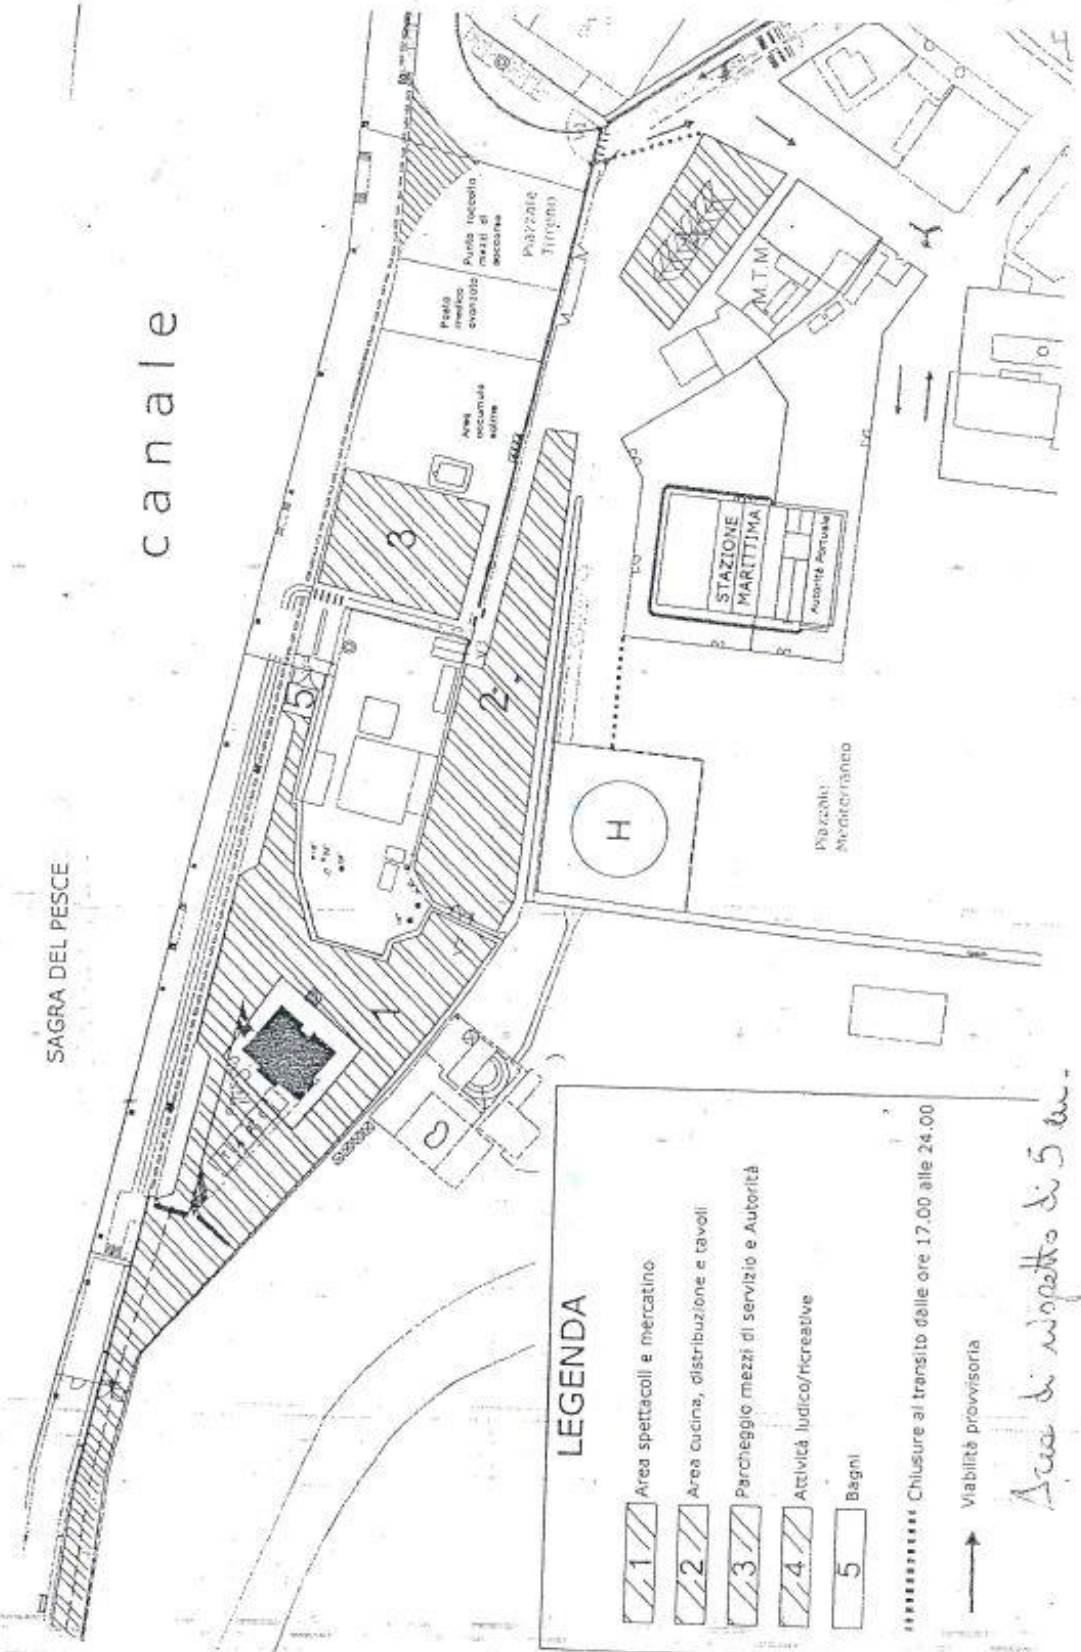 SAGRA DEL PESCE
canale
Punto raccolta
mezzi di
soccorso
Piazzale
Tirreno
Posto
medico
avanzato
Area
accumulo
salme
3
5
2
1
M.T.M
STAZIONE
MARITTIMA
Autorità Portuale
H
Piazzale
Mediterraneo
LEGENDA
1 Area spettacoli e mercatino
2 Area cucina, distribuzione e tavoli
3 Parcheggio mezzi di servizio e Autorità
4 Attività ludico/ricreative
5 Bagni
Chiusure al transito dalle ore 17.00 alle 24.00
Viabilità provvisoria
Area di rispetto di 5 m.